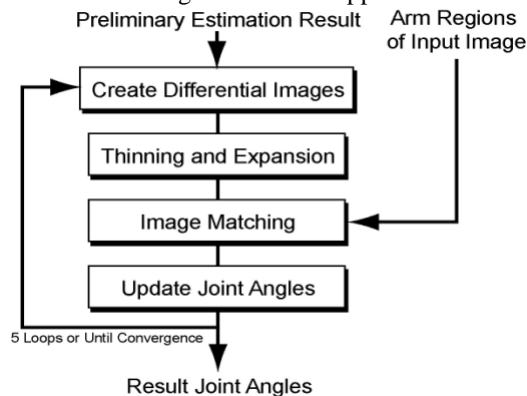 Preliminary Estimation Result
Arm Regions
of Input Image
Create Differential Images
Thinning and Expansion
Image Matching
Update Joint Angles
5 Loops or Until Convergence
Result Joint Angles